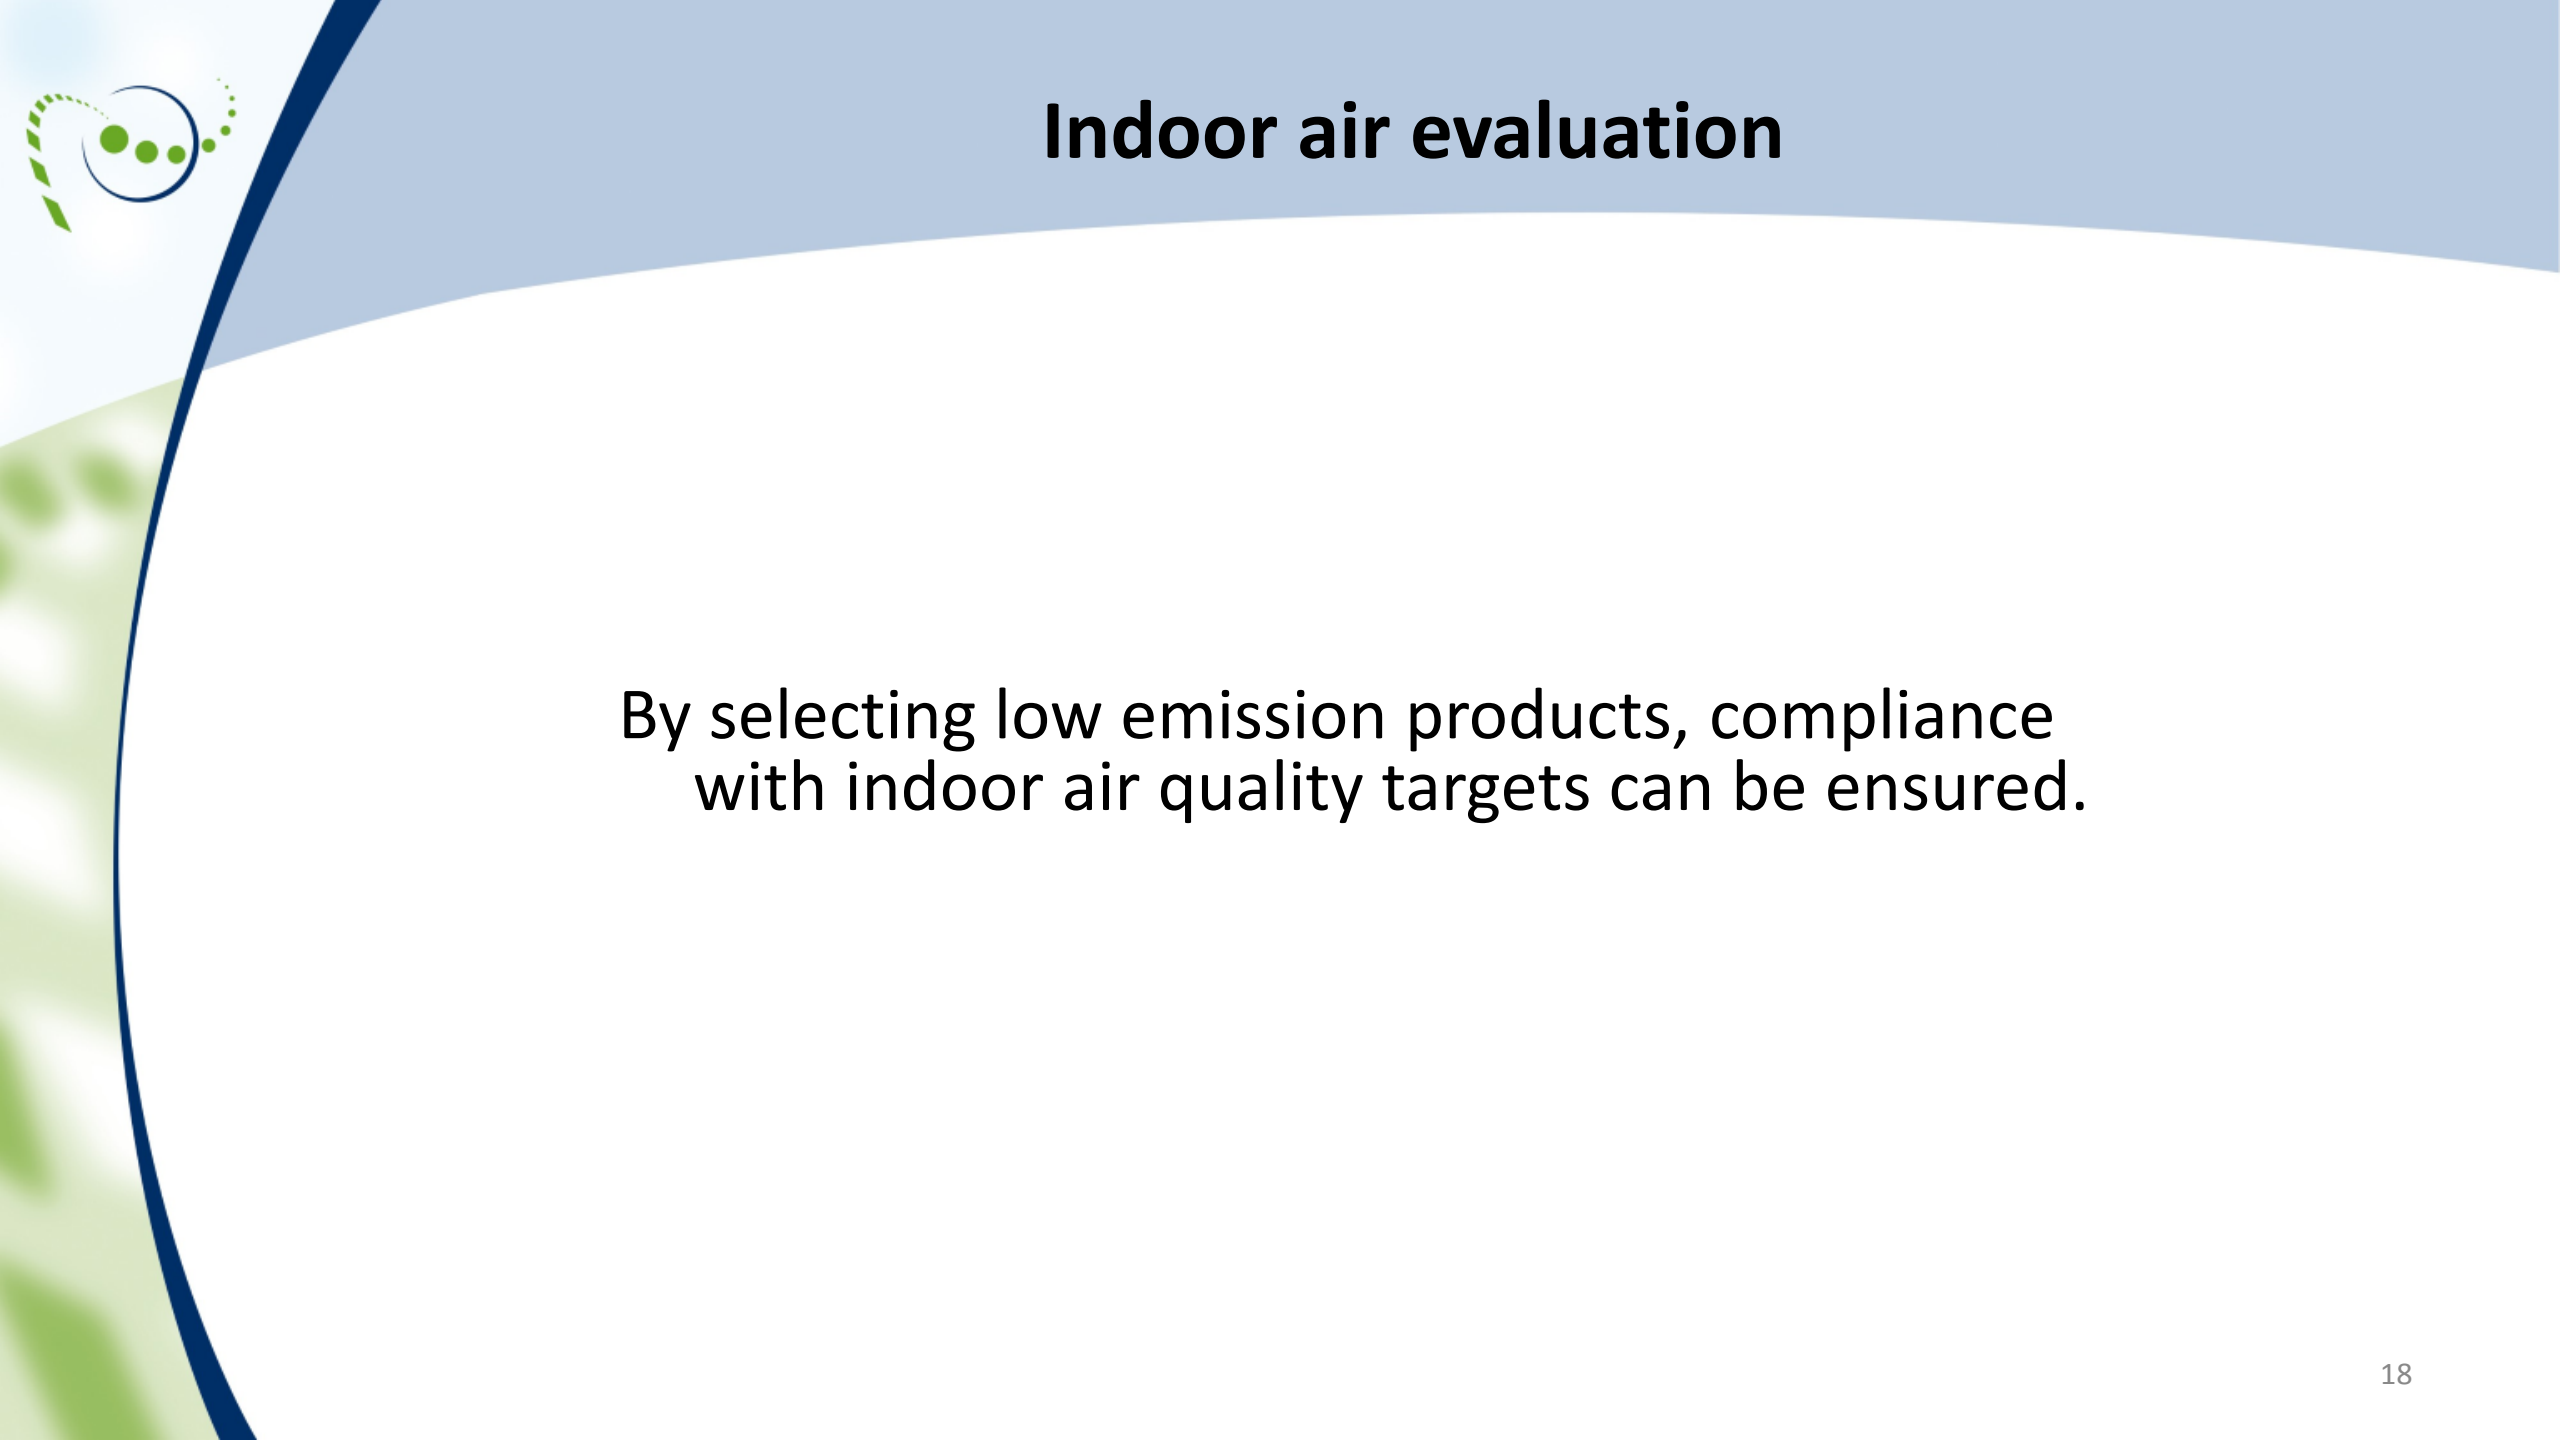 Indoor air evaluation
By selecting low emission products, compliance
with indoor air quality targets can be ensured.
18